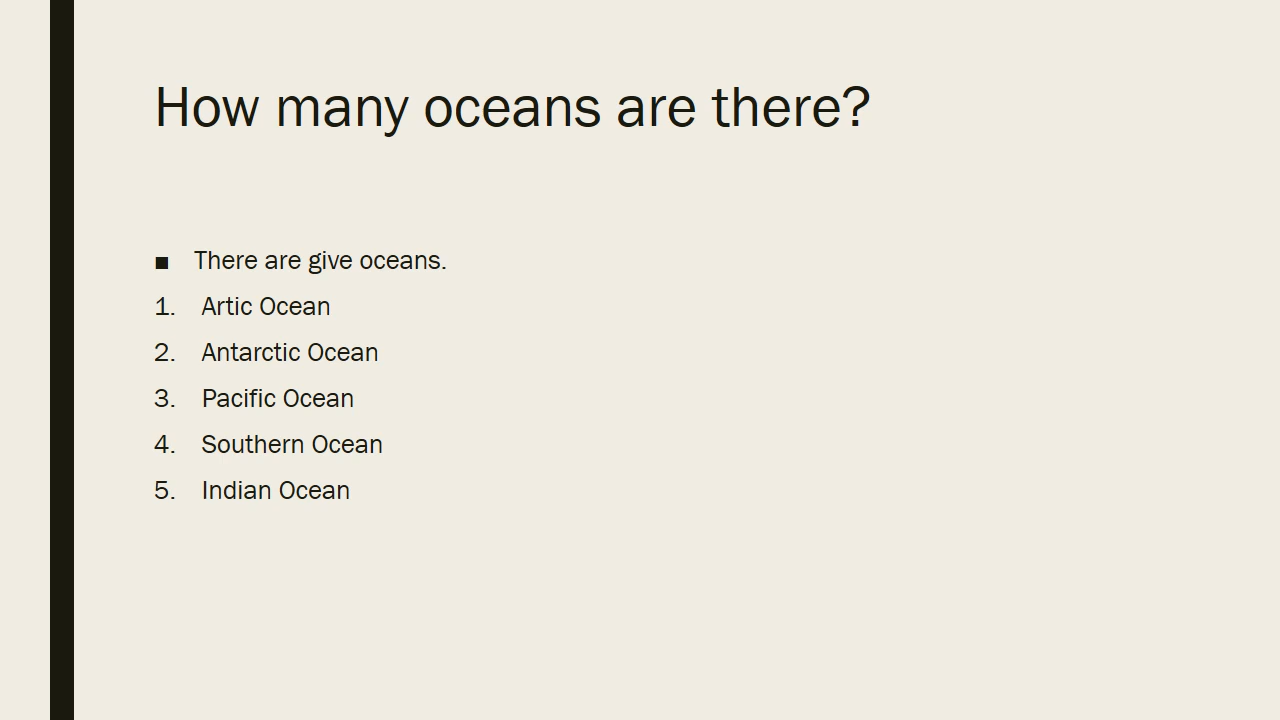 How many oceans are there?
■ There are give oceans.
1. Artic Ocean
2. Antarctic Ocean
3. Pacific Ocean
4. Southern Ocean
5. Indian Ocean